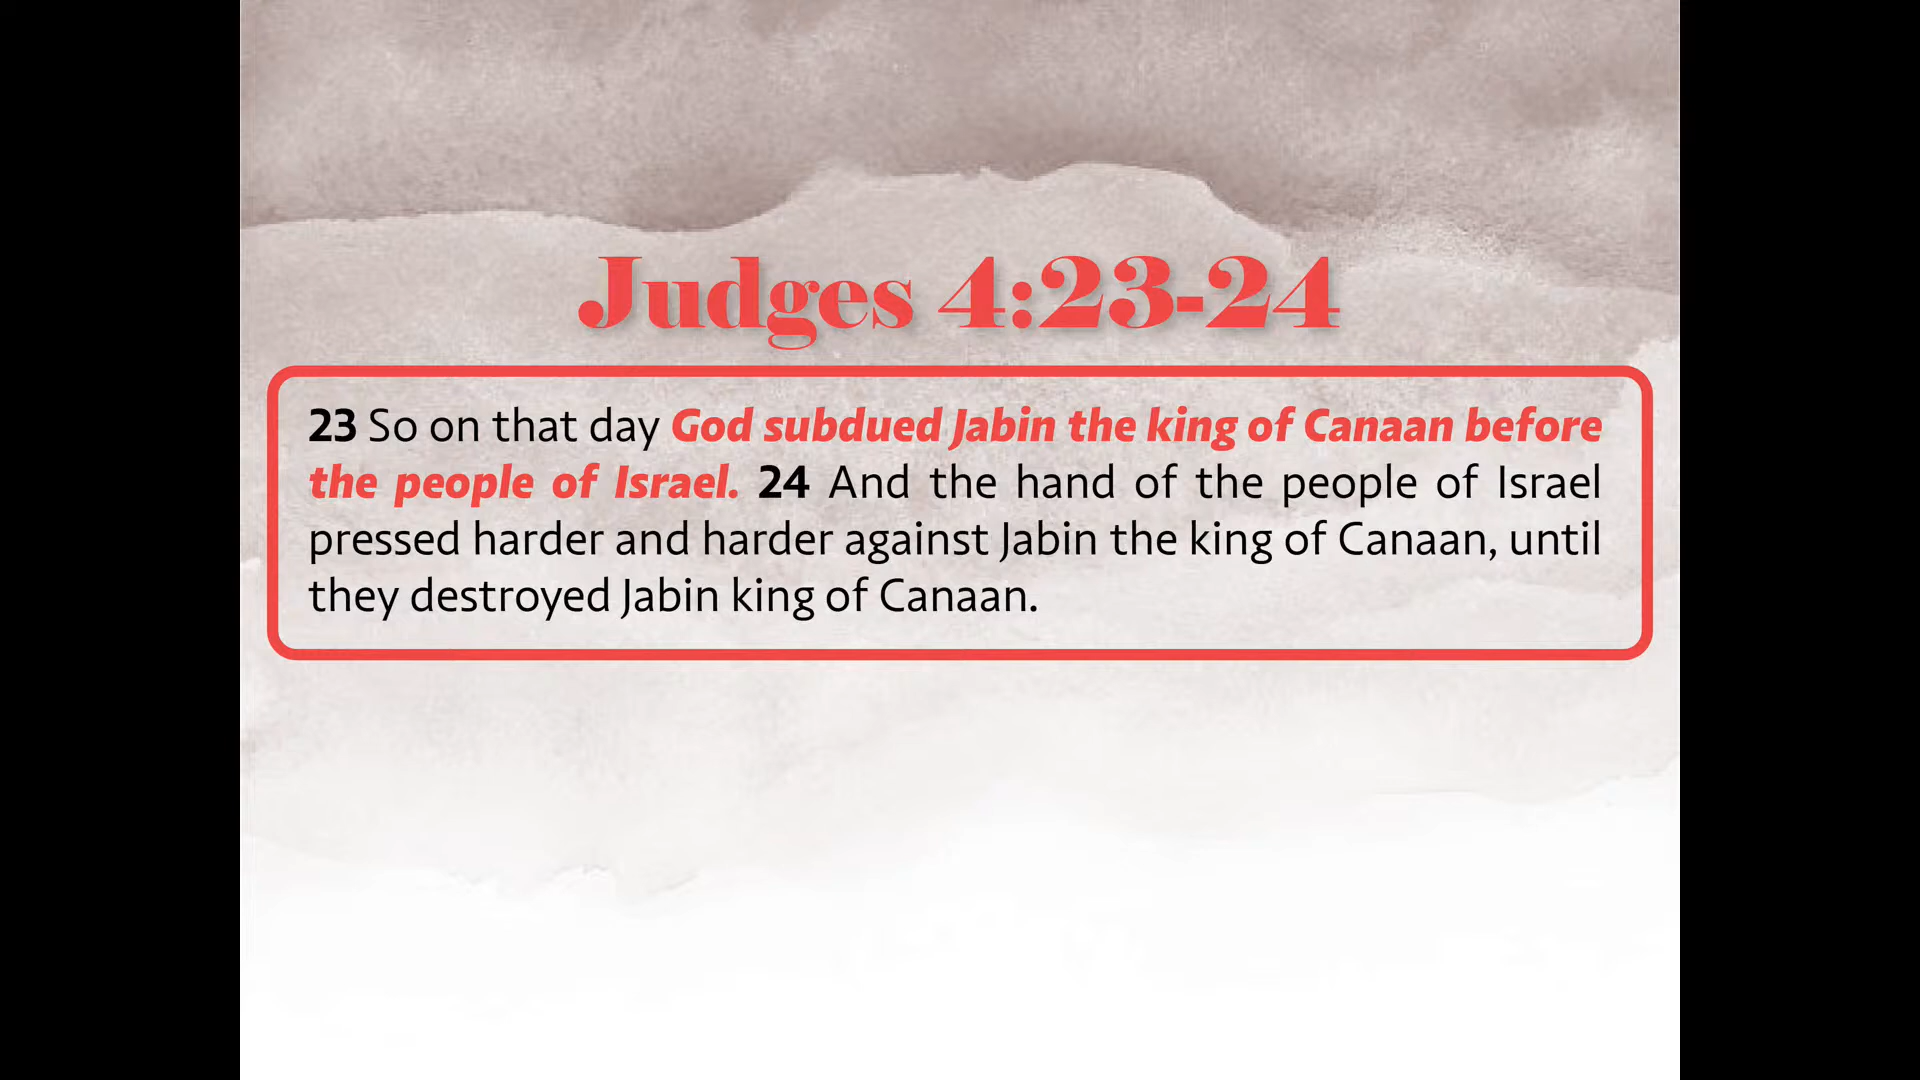 Judges 4:23-24
23 So on that day God subdued Jabin the king of Canaan before
the people of Israel. 24 And the hand of the people of Israel
pressed harder and harder against Jabin the king of Canaan, until
they destroyed Jabin king of Canaan.